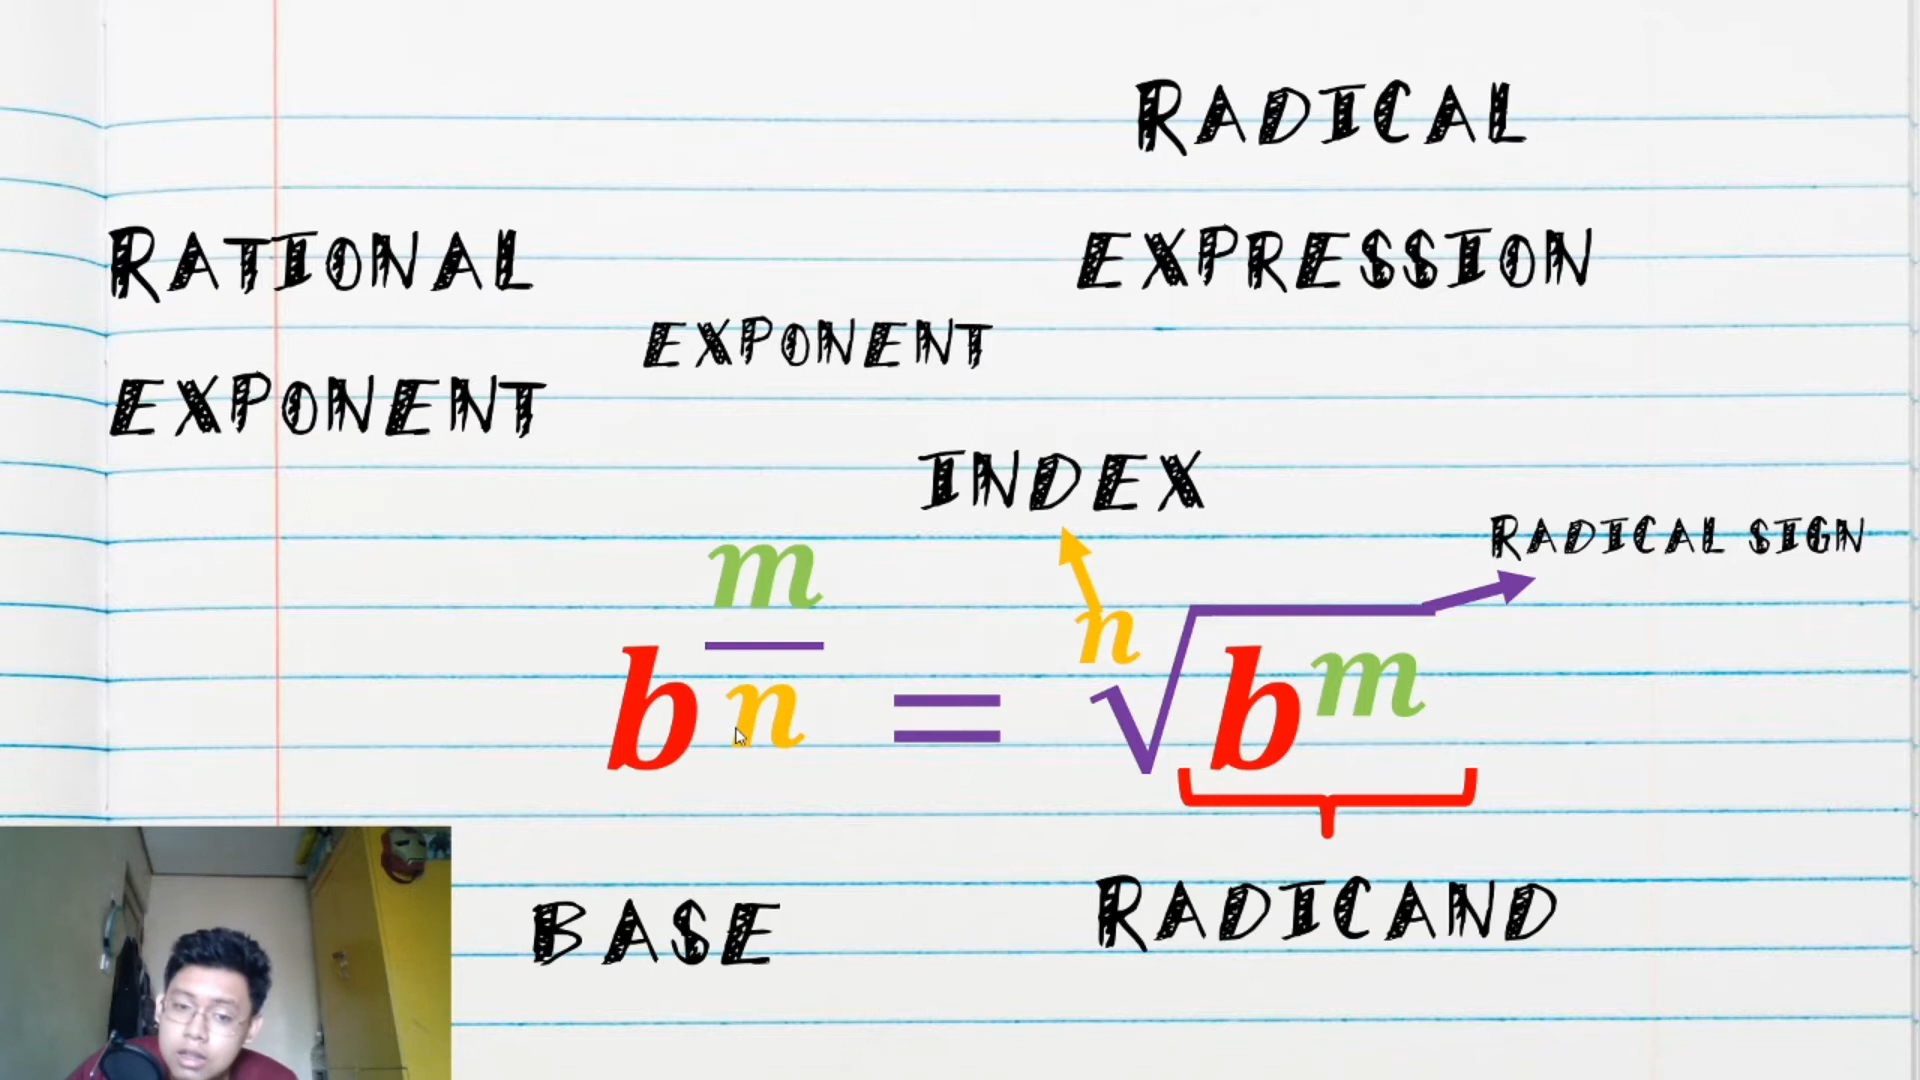 RADICAL
EXPRESSION
RATIONAL
EXPONENT
EXPONENT
INDEX
RADICAL SIGN
b^(m/n) = ⁿ√(b^m)
BASE
RADICAND